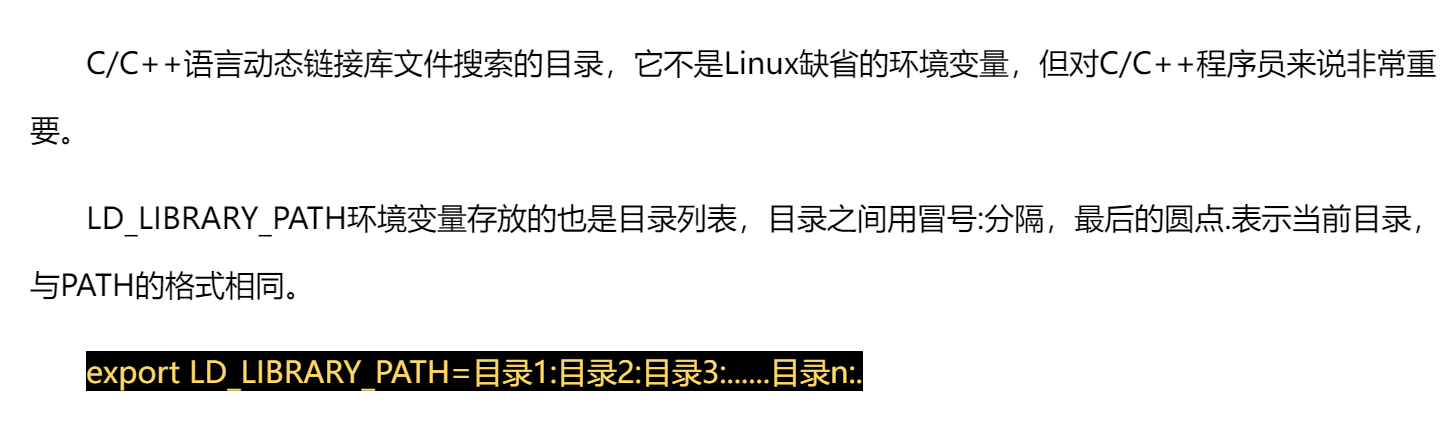 C/C++语言动态链接库文件搜索的目录，它不是Linux缺省的环境变量，但对C/C++程序员来说非常重
要。
LD_LIBRARY_PATH环境变量存放的也是目录列表，目录之间用冒号:分隔，最后的圆点.表示当前目录，
与PATH的格式相同。
export LD_LIBRARY_PATH=目录1:目录2:目录3:......目录n:.